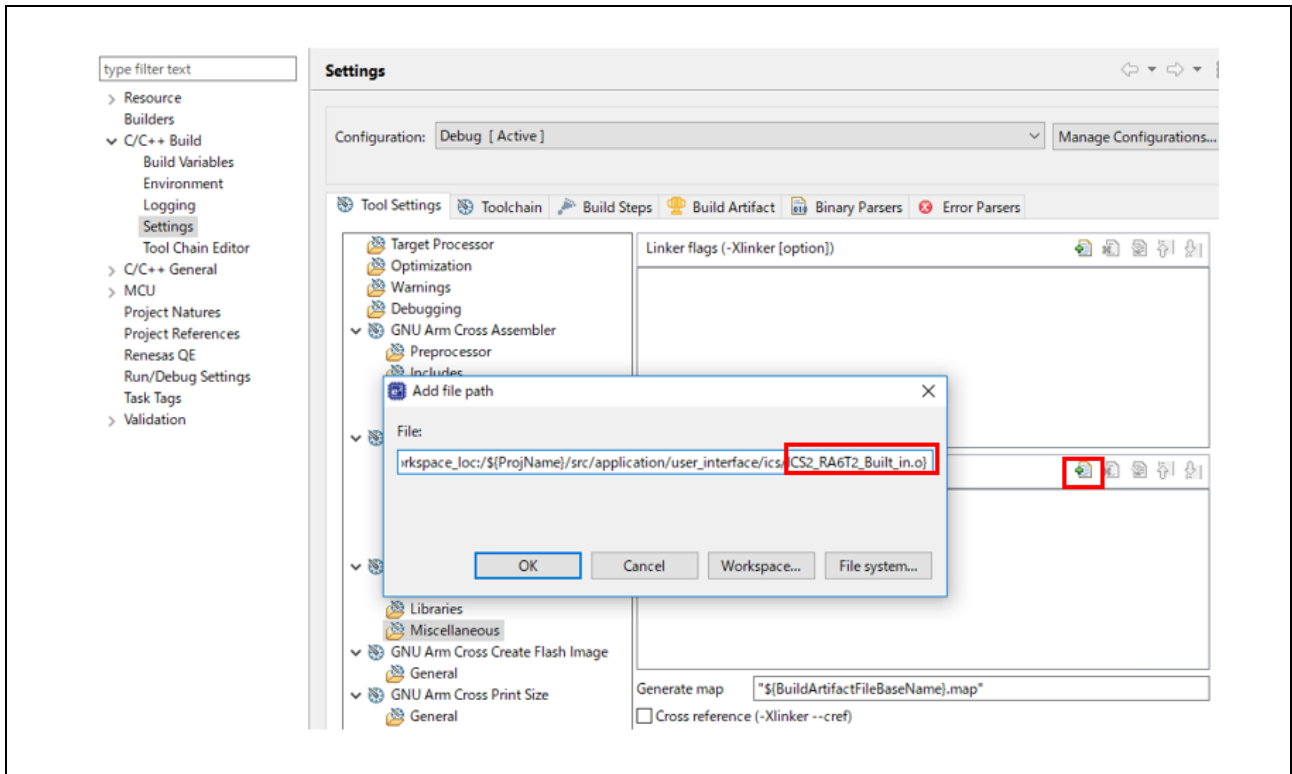 type filter text
Resource
Builders
C/C++ Build
Build Variables
Environment
Logging
Settings
Tool Chain Editor
C/C++ General
MCU
Project Natures
Project References
Renesas QE
Run/Debug Settings
Task Tags
Validation
Settings
Configuration: Debug [ Active ] Manage Configurations...
Tool Settings Toolchain Build Steps Build Artifact Binary Parsers Error Parsers
Target Processor
Optimization
Warnings
Debugging
GNU Arm Cross Assembler
Preprocessor
Includes
Linker flags (-Xlinker [option])
Add file path
File:
rkspace_loc:/${ProjName}/src/application/user_interface/ics/ICS2_RA6T2_Built_in.o}
OK Cancel Workspace... File system...
Libraries
Miscellaneous
GNU Arm Cross Create Flash Image
General
GNU Arm Cross Print Size
General
Generate map "${BuildArtifactFileBaseName}.map"
Cross reference (-Xlinker --cref)